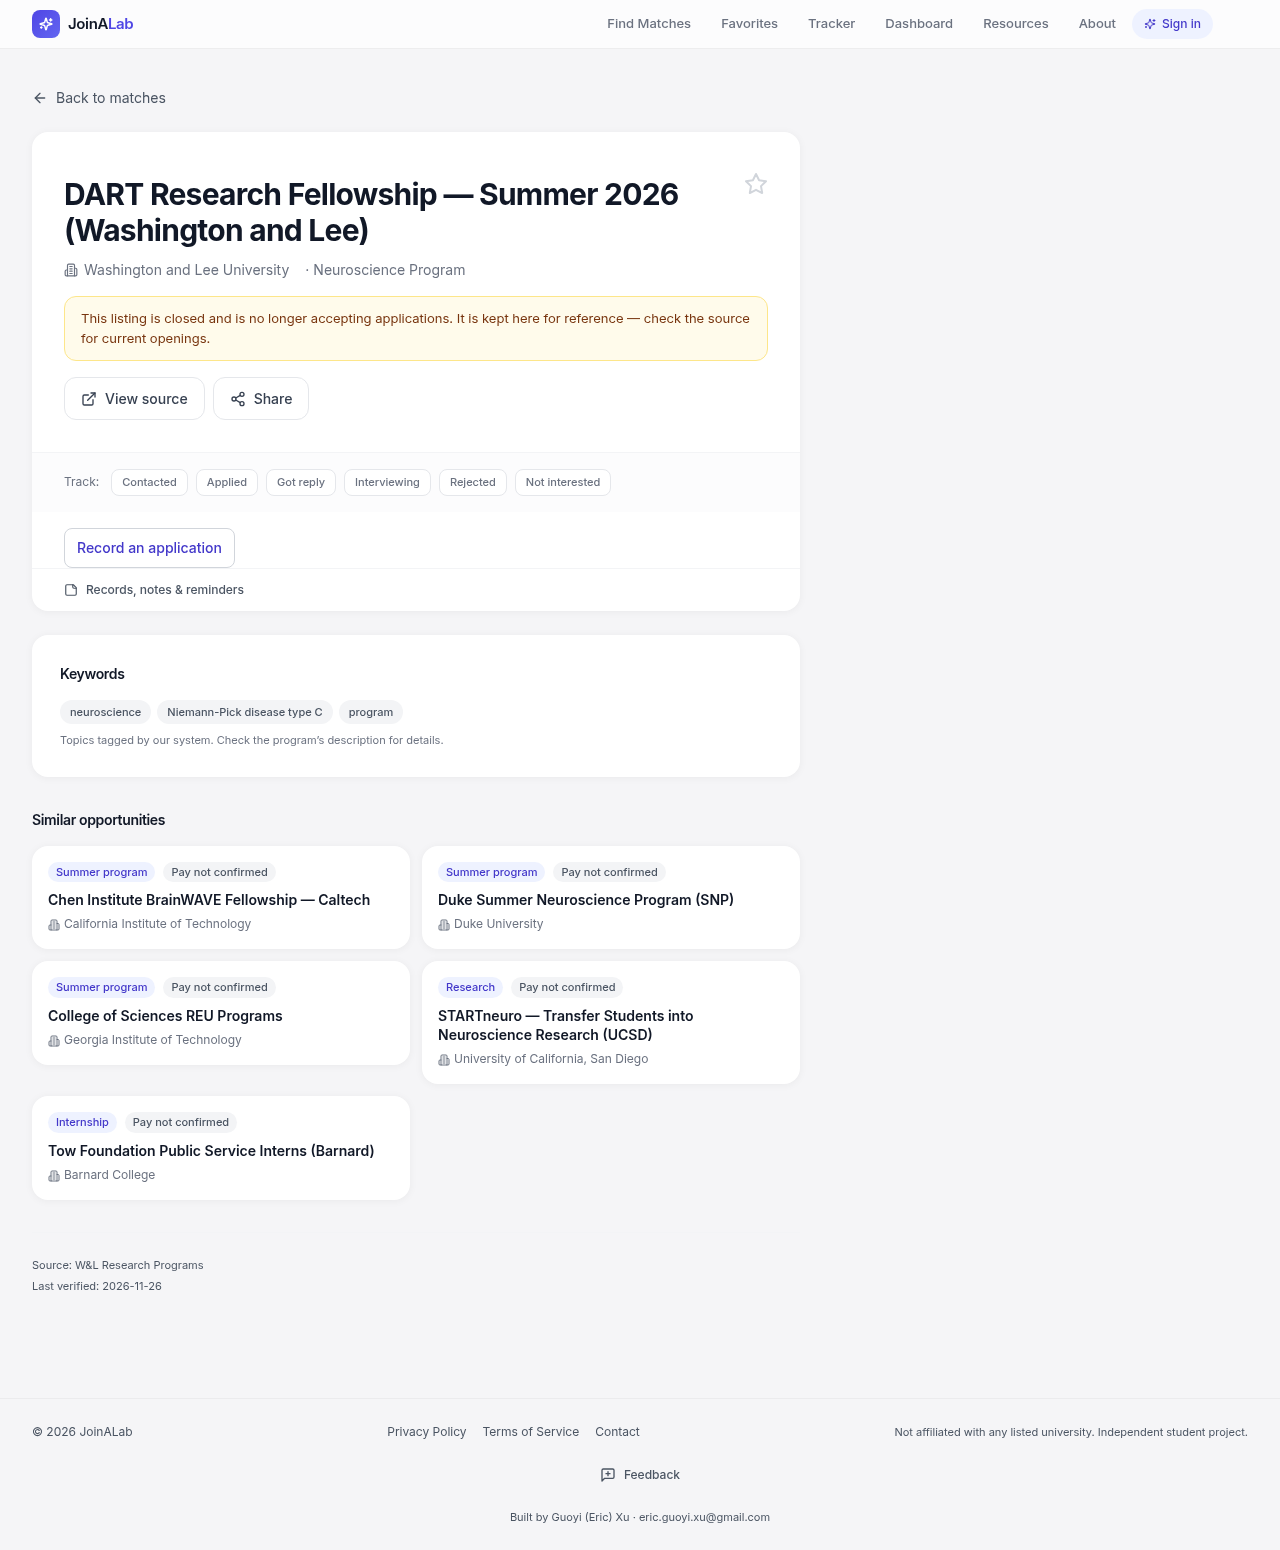 JoinALab
Find Matches
Favorites
Tracker
Dashboard
Resources
About
Sign in
Back to matches
DART Research Fellowship — Summer 2026
(Washington and Lee)
Washington and Lee University · Neuroscience Program
This listing is closed and is no longer accepting applications. It is kept here for reference — check the source
for current openings.
View source
Share
Track:
Contacted
Applied
Got reply
Interviewing
Rejected
Not interested
Record an application
Records, notes & reminders
Keywords
neuroscience
Niemann-Pick disease type C
program
Topics tagged by our system. Check the program’s description for details.
Similar opportunities
Summer program
Pay not confirmed
Chen Institute BrainWAVE Fellowship — Caltech
California Institute of Technology
Summer program
Pay not confirmed
Duke Summer Neuroscience Program (SNP)
Duke University
Summer program
Pay not confirmed
College of Sciences REU Programs
Georgia Institute of Technology
Research
Pay not confirmed
STARTneuro — Transfer Students into
Neuroscience Research (UCSD)
University of California, San Diego
Internship
Pay not confirmed
Tow Foundation Public Service Interns (Barnard)
Barnard College
Source: W&L Research Programs
Last verified: 2026-11-26
© 2026 JoinALab
Privacy Policy
Terms of Service
Contact
Not affiliated with any listed university. Independent student project.
Feedback
Built by Guoyi (Eric) Xu · eric.guoyi.xu@gmail.com